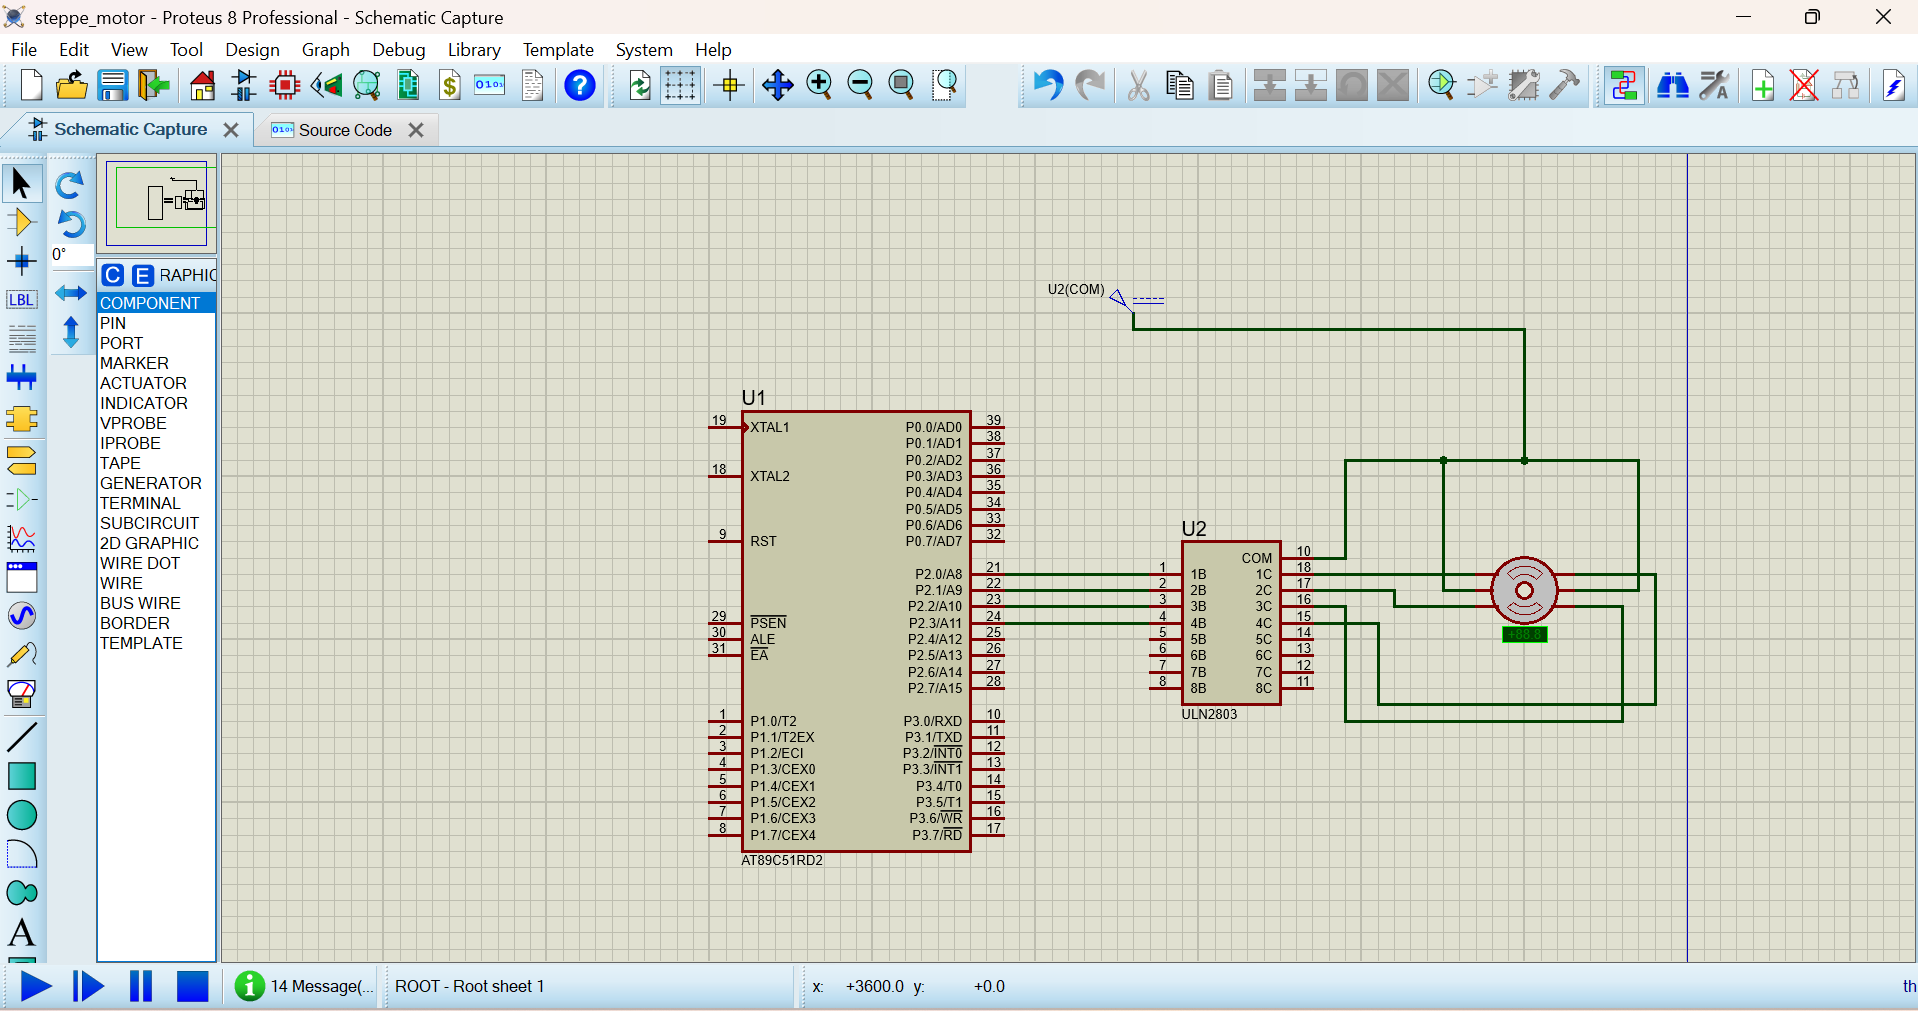 steppe_motor - Proteus 8 Professional - Schematic Capture
File Edit View Tool Design Graph Debug Library Template System Help
Schematic Capture
Source Code
LBL
A
0°
C E RAPHIC
COMPONENT
PIN
PORT
MARKER
ACTUATOR
INDICATOR
VPROBE
IPROBE
TAPE
GENERATOR
TERMINAL
SUBCIRCUIT
2D GRAPHIC
WIRE DOT
WIRE
BUS WIRE
BORDER
TEMPLATE
U2(COM)
U1
19 XTAL1
18 XTAL2
9 RST
29 PSEN
30 ALE
31 EA
1 P1.0/T2
2 P1.1/T2EX
3 P1.2/ECI
4 P1.3/CEX0
5 P1.4/CEX1
6 P1.5/CEX2
7 P1.6/CEX3
8 P1.7/CEX4
P0.0/AD0 39
P0.1/AD1 38
P0.2/AD2 37
P0.3/AD3 36
P0.4/AD4 35
P0.5/AD5 34
P0.6/AD6 33
P0.7/AD7 32
P2.0/A8 21
P2.1/A9 22
P2.2/A10 23
P2.3/A11 24
P2.4/A12 25
P2.5/A13 26
P2.6/A14 27
P2.7/A15 28
P3.0/RXD 10
P3.1/TXD 11
P3.2/INT0 12
P3.3/INT1 13
P3.4/T0 14
P3.5/T1 15
P3.6/WR 16
P3.7/RD 17
AT89C51RD2
U2
COM 10
1 1B 1C 18
2 2B 2C 17
3 3B 3C 16
4 4B 4C 15
5 5B 5C 14
6 6B 6C 13
7 7B 7C 12
8 8B 8C 11
ULN2803
+88.8
14 Message(...
ROOT - Root sheet 1
x: +3600.0 y: +0.0
th